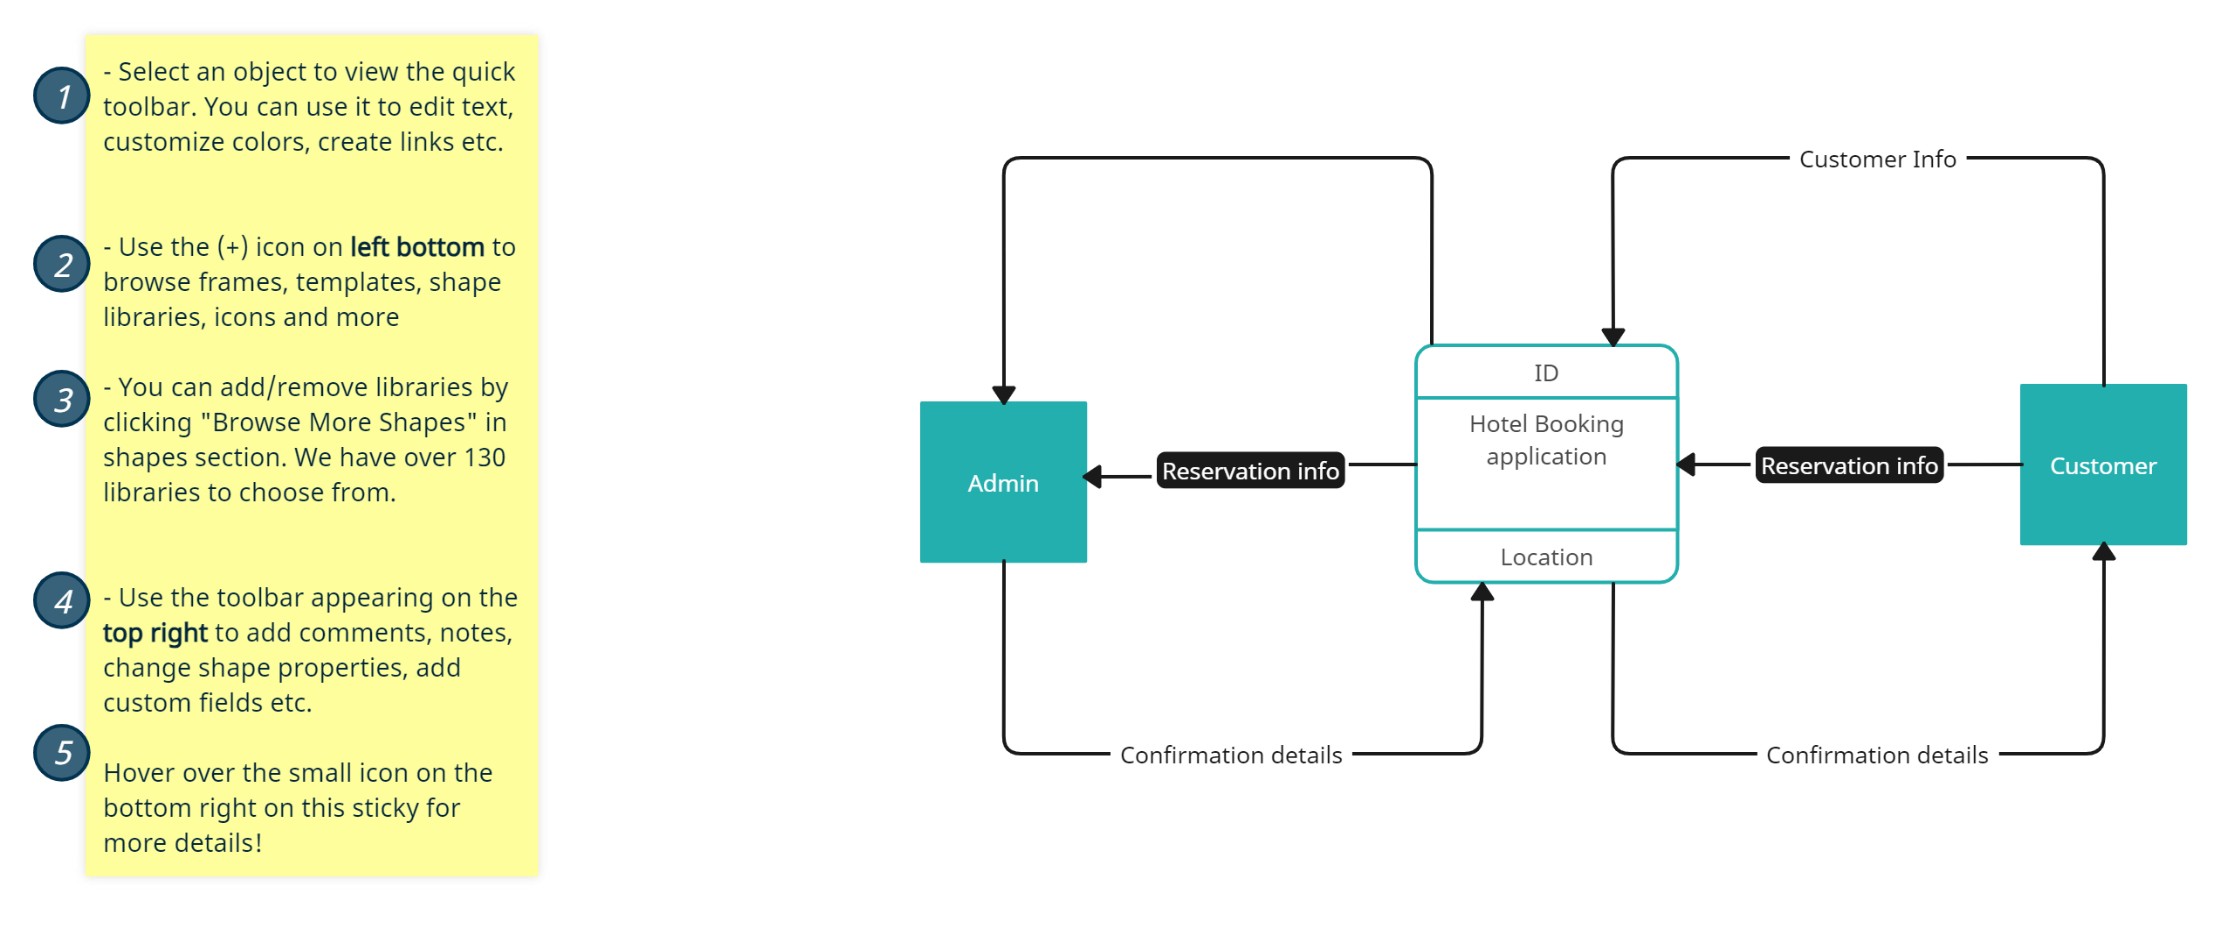 1
- Select an object to view the quick
toolbar. You can use it to edit text,
customize colors, create links etc.
2
- Use the (+) icon on left bottom to
browse frames, templates, shape
libraries, icons and more
3
- You can add/remove libraries by
clicking "Browse More Shapes" in
shapes section. We have over 130
libraries to choose from.
4
- Use the toolbar appearing on the
top right to add comments, notes,
change shape properties, add
custom fields etc.
5
Hover over the small icon on the
bottom right on this sticky for
more details!
Customer Info
ID
Hotel Booking
application
Location
Admin
Reservation info
Reservation info
Customer
Confirmation details
Confirmation details